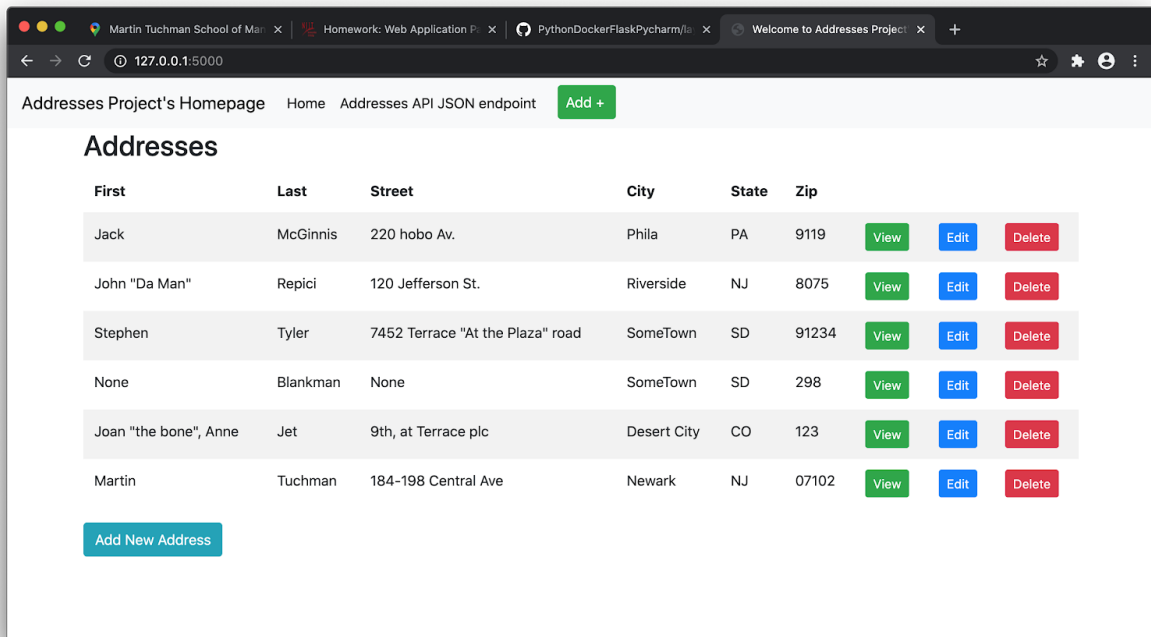 Martin Tuchman School of Man
Homework: Web Application Pa
PythonDockerFlaskPycharm/la
Welcome to Addresses Project
127.0.0.1:5000
Addresses Project's Homepage Home Addresses API JSON endpoint Add +
Addresses
First Last Street City State Zip
Jack McGinnis 220 hobo Av. Phila PA 9119 View Edit Delete
John "Da Man" Repici 120 Jefferson St. Riverside NJ 8075 View Edit Delete
Stephen Tyler 7452 Terrace "At the Plaza" road SomeTown SD 91234 View Edit Delete
None Blankman None SomeTown SD 298 View Edit Delete
Joan "the bone", Anne Jet 9th, at Terrace plc Desert City CO 123 View Edit Delete
Martin Tuchman 184-198 Central Ave Newark NJ 07102 View Edit Delete
Add New Address